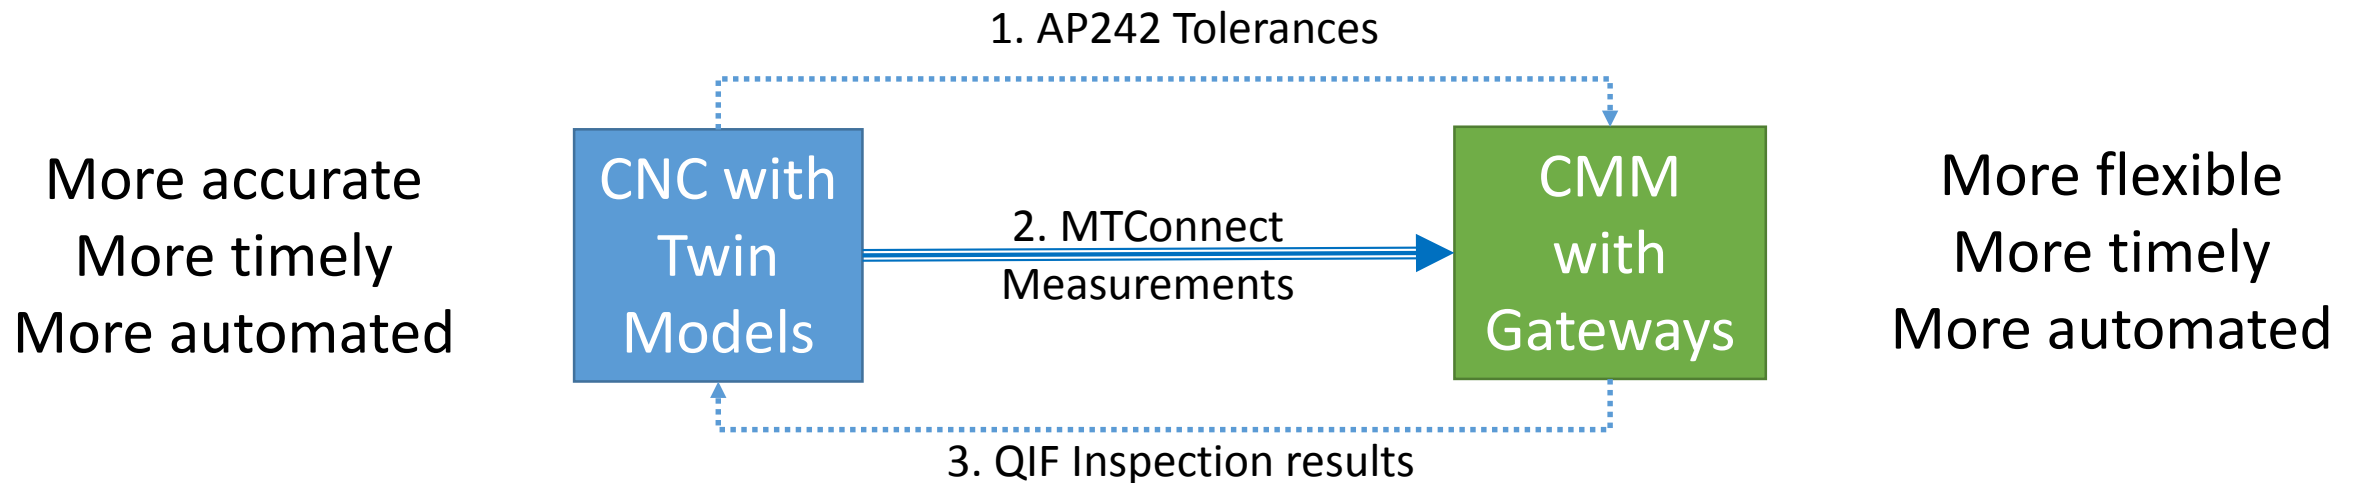 1. AP242 Tolerances
More accurate
More timely
More automated
CNC with
Twin
Models
2. MTConnect
Measurements
CMM
with
Gateways
More flexible
More timely
More automated
3. QIF Inspection results